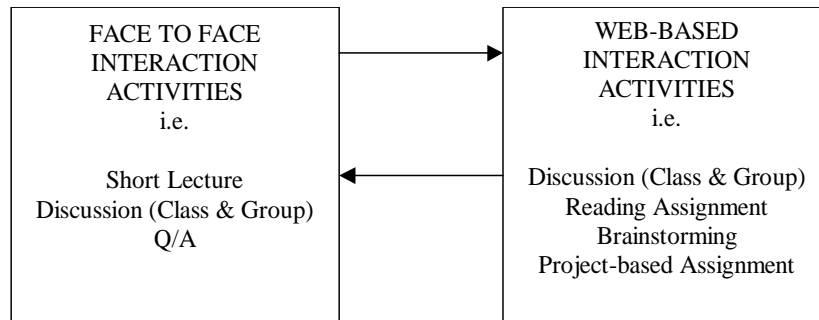 FACE TO FACE
INTERACTION
ACTIVITIES
i.e.
Short Lecture
Discussion (Class & Group)
Q/A
WEB-BASED
INTERACTION
ACTIVITIES
i.e.
Discussion (Class & Group)
Reading Assignment
Brainstorming
Project-based Assignment